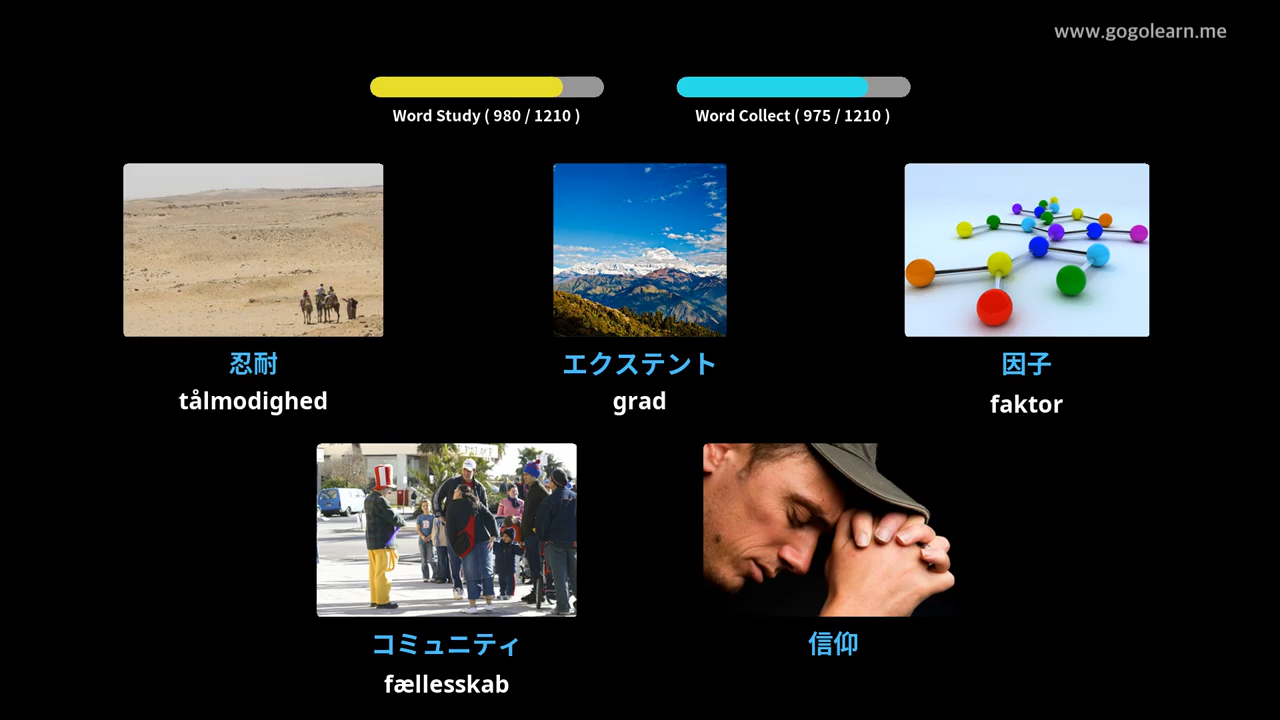 www.gogolearn.me
Word Study ( 980 / 1210 )
Word Collect ( 975 / 1210 )
忍耐
tålmodighed
エクステント
grad
因子
faktor
コミュニティ
fællesskab
信仰